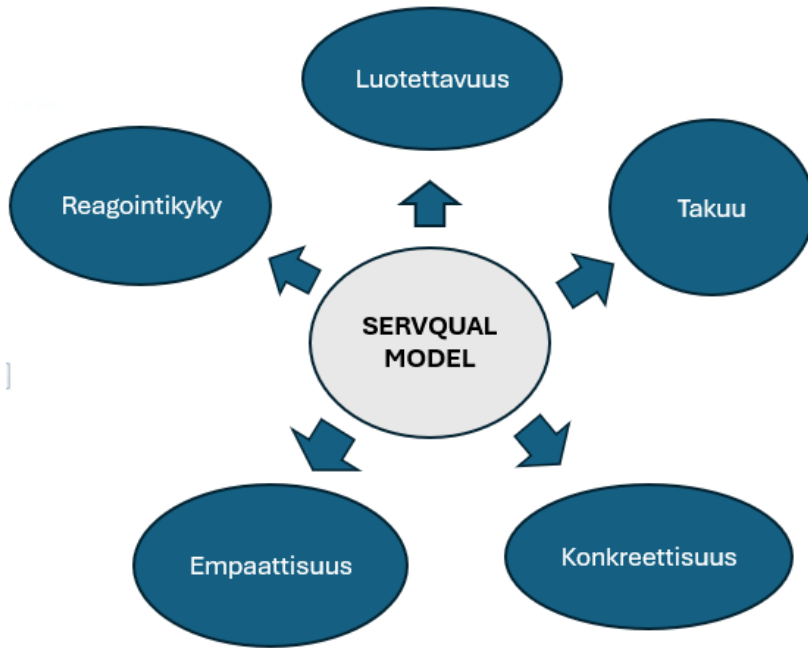 Luotettavuus
Reagointikyky
Takuu
SERVQUAL
MODEL
Empaattisuus
Konkreettisuus